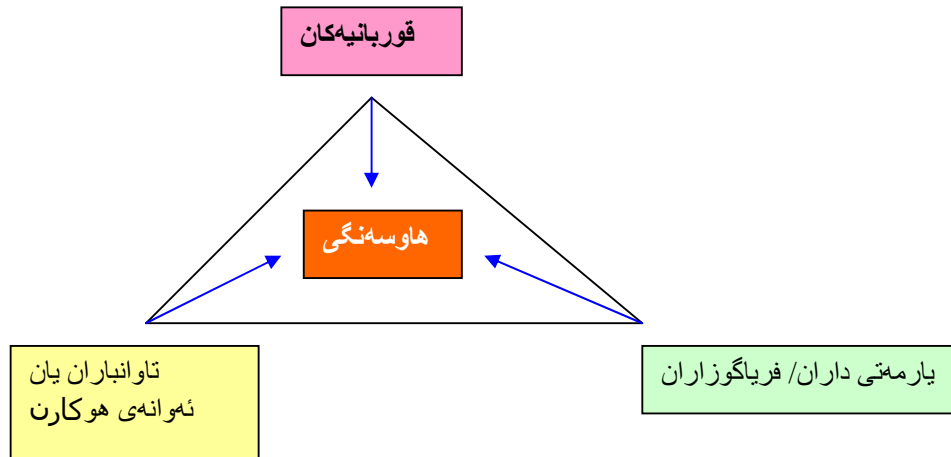 قوربانیەکان
هاوسەنگی
تاوانباران یان
ئەوانەی هوکارن
یارمەتی داران/ فریاگوزاران